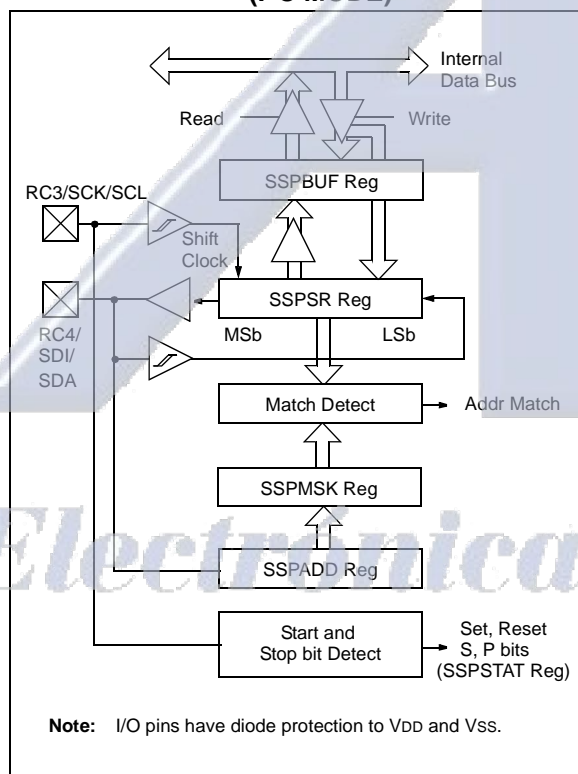 Internal
Data Bus
Read
Write
SSPBUF Reg
RC3/SCK/SCL
Shift
Clock
SSPSR Reg
MSb
LSb
RC4/
SDI/
SDA
Match Detect
Addr Match
SSPMSK Reg
Electrónica
SSPADD Reg
Start and
Stop bit Detect
Set, Reset
S, P bits
(SSPSTAT Reg)
Note: I/O pins have diode protection to VDD and VSS.